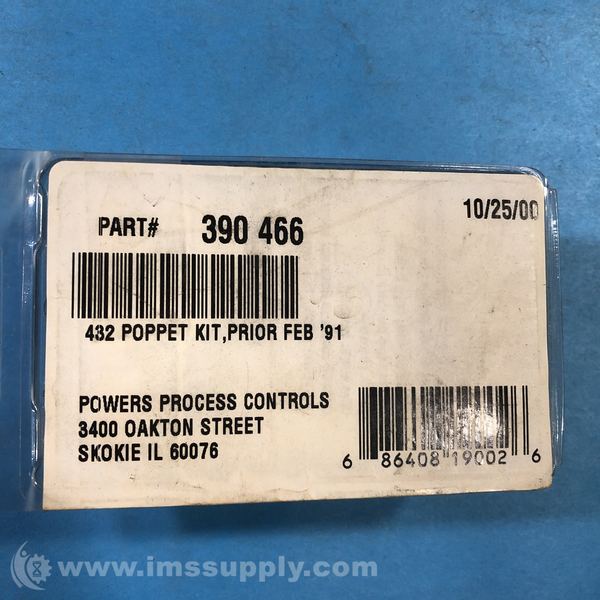 PART# 390 466
10/25/00
432 POPPET KIT,PRIOR FEB '91
POWERS PROCESS CONTROLS
3400 OAKTON STREET
SKOKIE IL 60076
6 86408 19002 6
www.imssupply.com